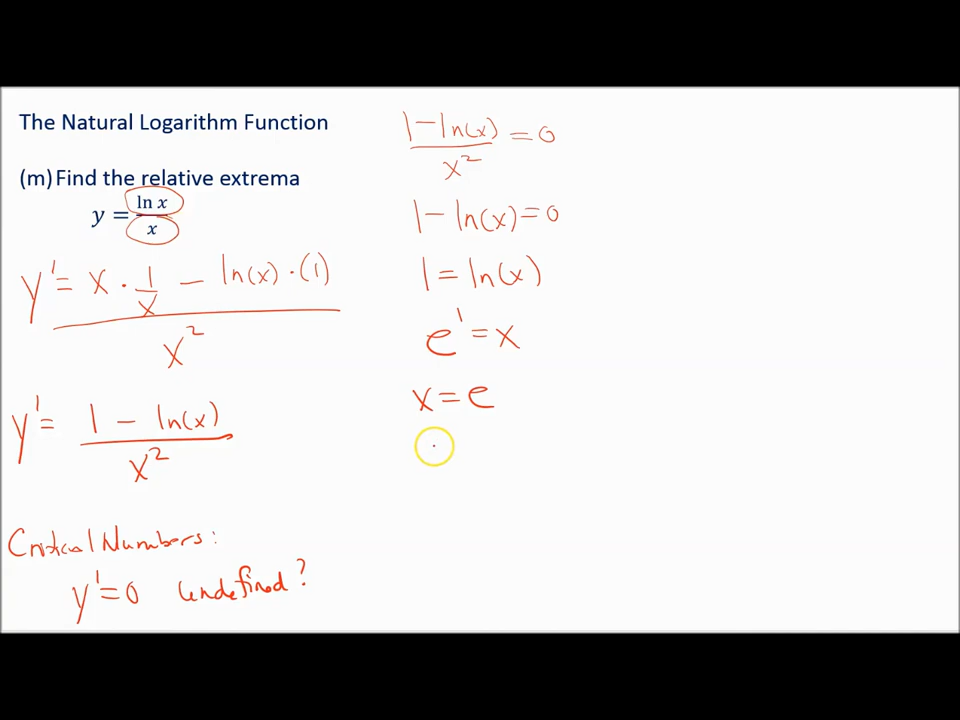 The Natural Logarithm Function
(m) Find the relative extrema
y = ln x / x
y' = x · 1/x − ln(x) · (1) / x²
y' = 1 − ln(x) / x²
Critical Numbers:
y' = 0 undefined?
1 − ln(x) / x² = 0
1 − ln(x) = 0
1 = ln(x)
e¹ = x
x = e